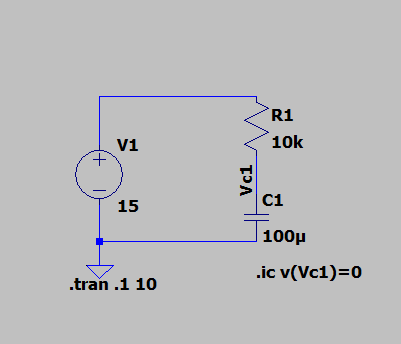 R1
V1
10k
Vc1
C1
15
100µ
.ic v(Vc1)=0
.tran .1 10